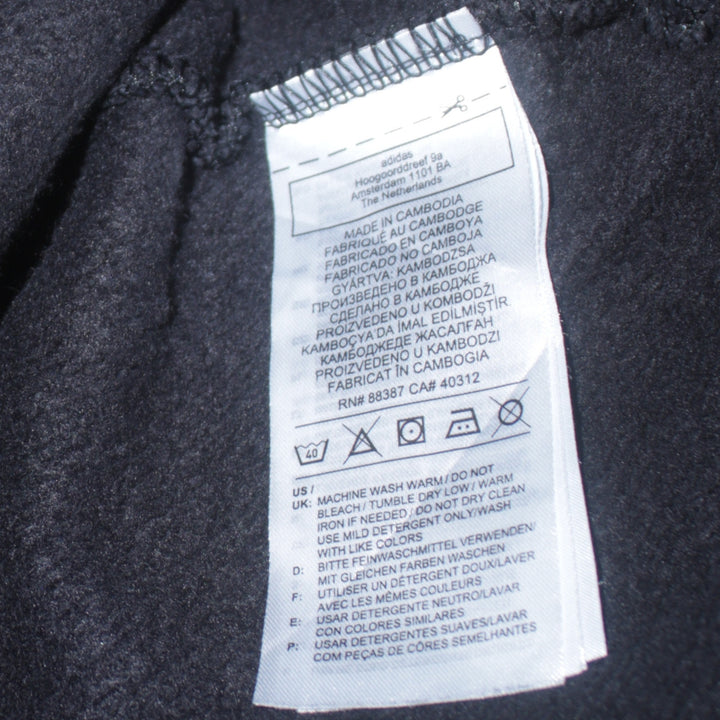 adidas
Hoogoorddreef 9a
Amsterdam 1101 BA
The Netherlands
MADE IN CAMBODIA
FABRIQUÉ AU CAMBODGE
FABRICADO EN CAMBOYA
FABRICADO NO CAMBOJA
GYÁRTVA: KAMBODZSA
ПРОИЗВЕДЕНО В КАМБОДЖА
СДЕЛАНО В КАМБОДЖЕ
PROIZVEDENO U KOMBODŽI
KAMBOÇYA'DA İMAL EDİLMİŞTİR
КАМБОДЖЕДЕ ЖАСАЛҒАН
PROIZVEDENO U KAMBODZI
FABRICAT ÎN CAMBOGIA
RN# 88387 CA# 40312
40
US /
UK: MACHINE WASH WARM / DO NOT
BLEACH / TUMBLE DRY LOW / WARM
IRON IF NEEDED / DO NOT DRY CLEAN
USE MILD DETERGENT ONLY/WASH
WITH LIKE COLORS
D: BITTE FEINWASCHMITTEL VERWENDEN/
MIT GLEICHEN FARBEN WASCHEN
F: UTILISER UN DÉTERGENT DOUX/LAVER
AVEC LES MÊMES COULEURS
E: USAR DETERGENTE NEUTRO/LAVAR
CON COLORES SIMILARES
P: USAR DETERGENTES SUAVES/LAVAR
COM PEÇAS DE CÔRES SEMELHANTES